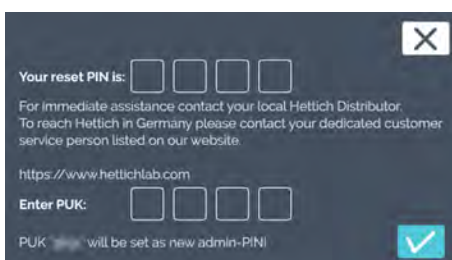 Your reset PIN is:
For immediate assistance contact your local Hettich Distributor.
To reach Hettich in Germany please contact your dedicated customer
service person listed on our website.
https://www.hettichlab.com
Enter PUK:
PUK will be set as new admin-PIN!